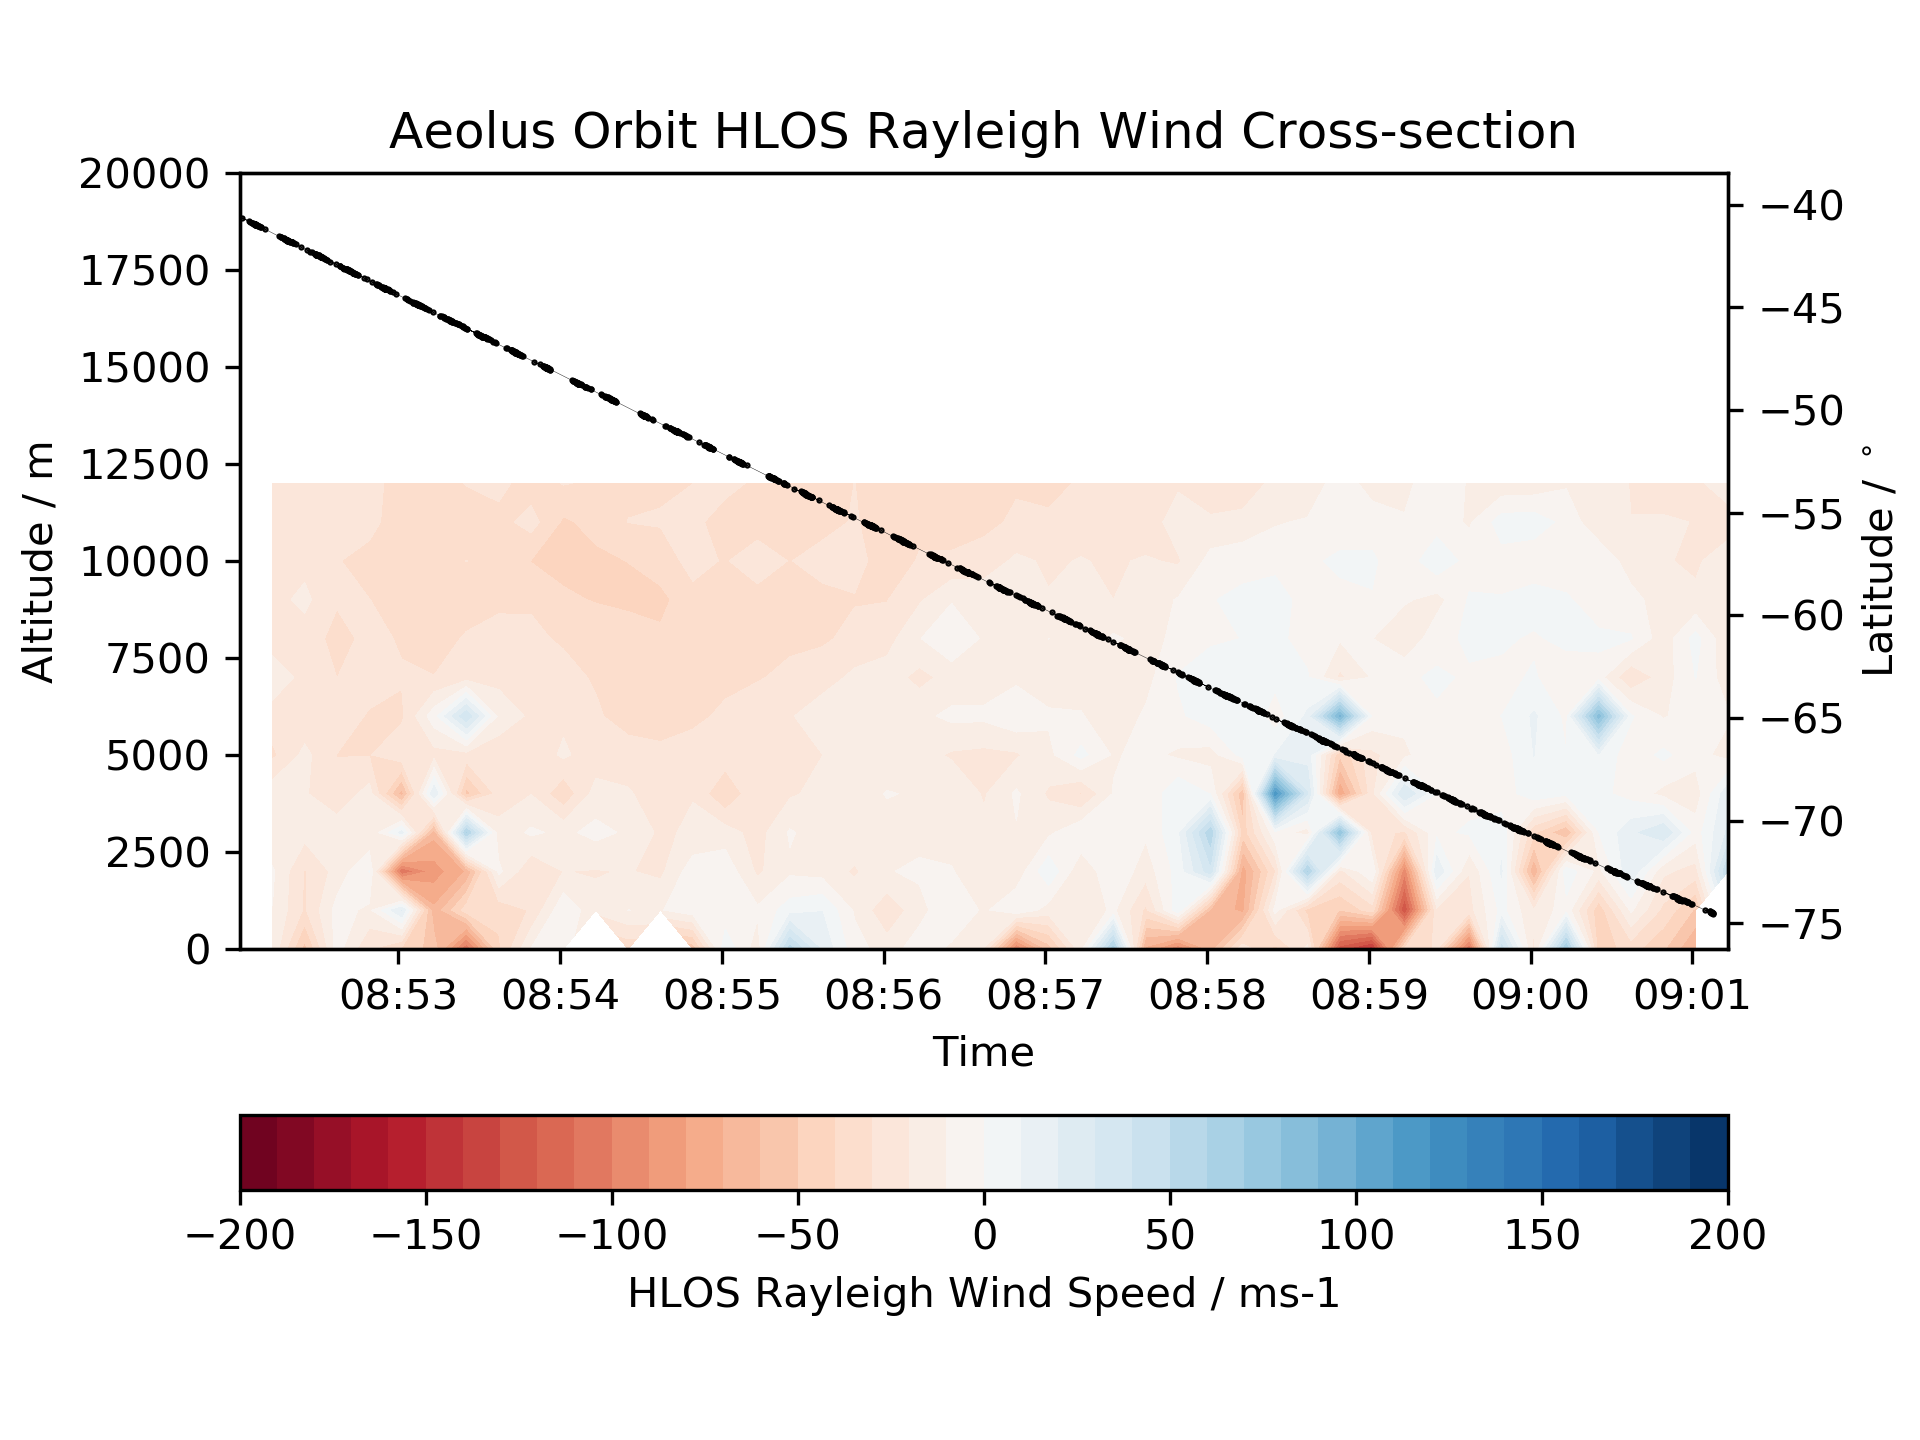 Aeolus Orbit HLOS Rayleigh Wind Cross-section
20000
17500
15000
12500
10000
7500
5000
2500
0
Altitude / m
−40
−45
−50
−55
−60
−65
−70
−75
Latitude / °
08:53 08:54 08:55 08:56 08:57 08:58 08:59 09:00 09:01
Time
−200 −150 −100 −50 0 50 100 150 200
HLOS Rayleigh Wind Speed / ms-1